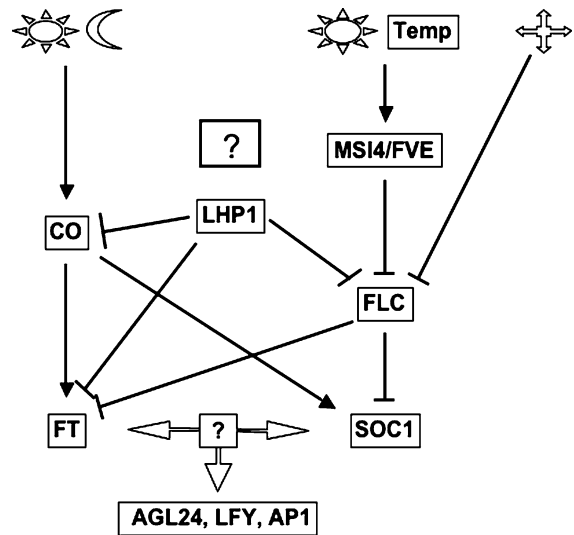 Temp
?
MSI4/FVE
CO
LHP1
FLC
FT
?
SOC1
AGL24, LFY, AP1